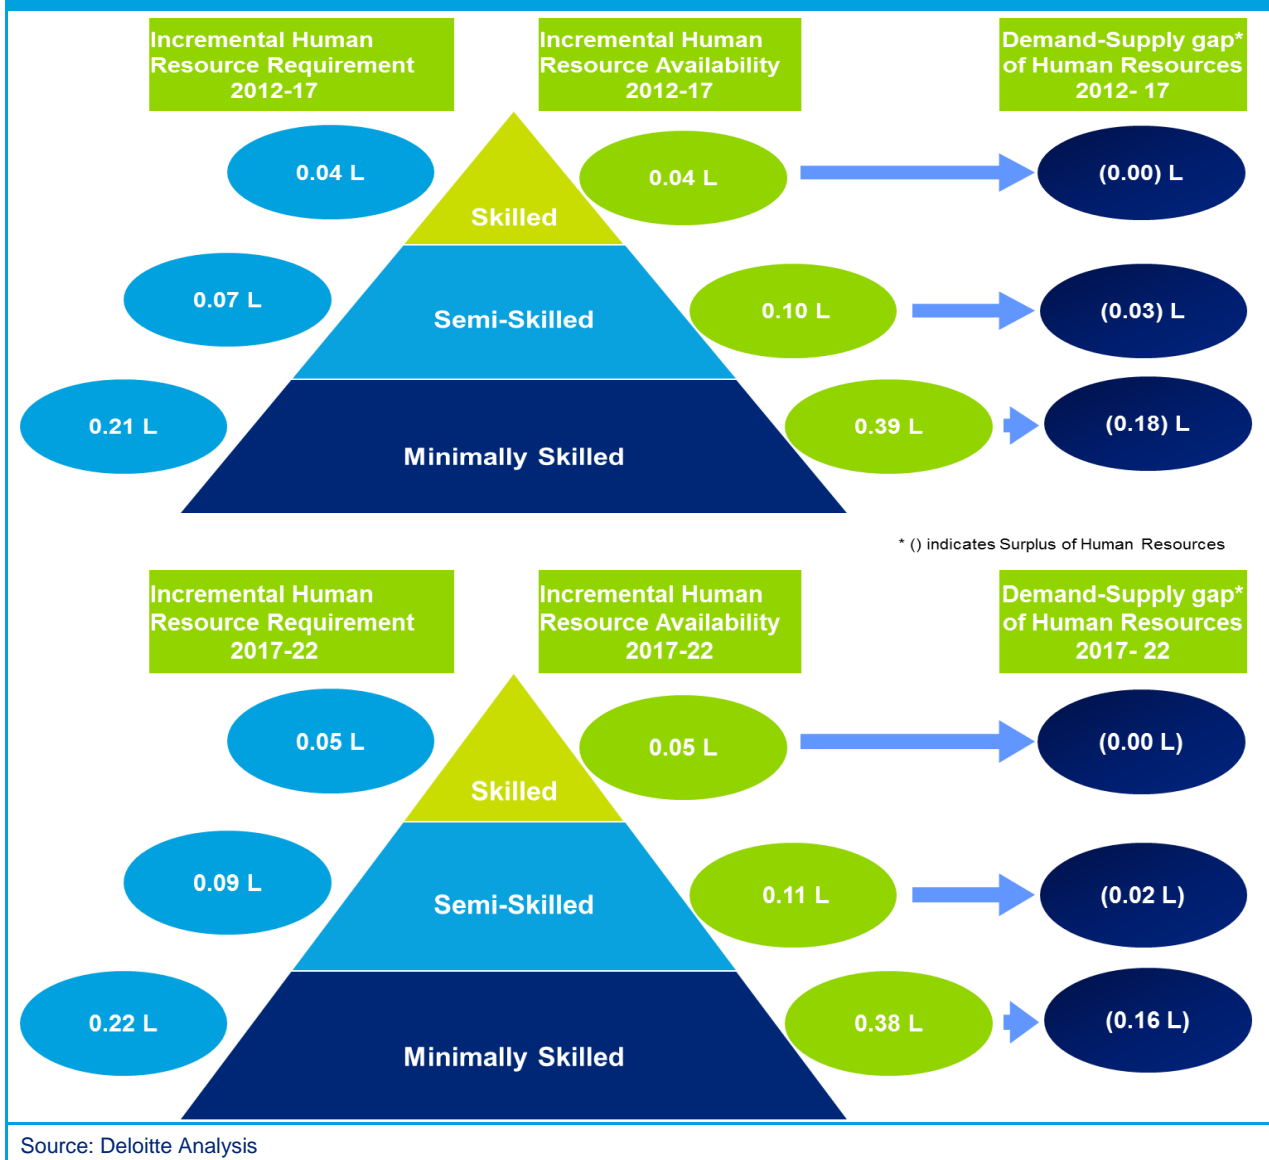 Incremental Human
Resource Requirement
2012-17
Incremental Human
Resource Availability
2012-17
Demand-Supply gap*
of Human Resources
2012- 17
0.04 L
Skilled
0.04 L
(0.00) L
0.07 L
Semi-Skilled
0.10 L
(0.03) L
0.21 L
Minimally Skilled
0.39 L
(0.18) L
* () indicates Surplus of Human Resources
Incremental Human
Resource Requirement
2017-22
Incremental Human
Resource Availability
2017-22
Demand-Supply gap*
of Human Resources
2017- 22
0.05 L
Skilled
0.05 L
(0.00 L)
0.09 L
Semi-Skilled
0.11 L
(0.02 L)
0.22 L
Minimally Skilled
0.38 L
(0.16 L)
Source: Deloitte Analysis